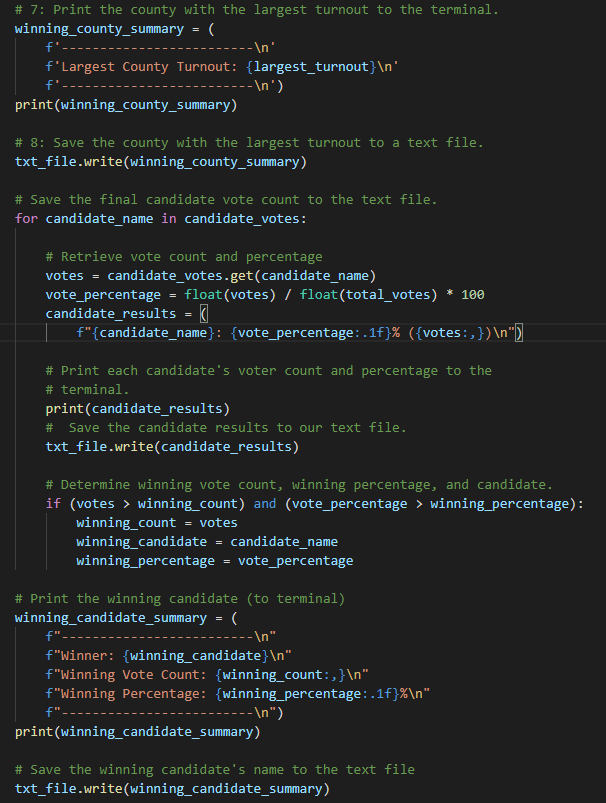 # 7: Print the county with the largest turnout to the terminal.
winning_county_summary = (
    f'-------------------------\n'
    f'Largest County Turnout: {largest_turnout}\n'
    f'-------------------------\n')
print(winning_county_summary)

# 8: Save the county with the largest turnout to a text file.
txt_file.write(winning_county_summary)

# Save the final candidate vote count to the text file.
for candidate_name in candidate_votes:

    # Retrieve vote count and percentage
    votes = candidate_votes.get(candidate_name)
    vote_percentage = float(votes) / float(total_votes) * 100
    candidate_results = (
        f"{candidate_name}: {vote_percentage:.1f}% ({votes:,})\n")

    # Print each candidate's voter count and percentage to the
    # terminal.
    print(candidate_results)
    #  Save the candidate results to our text file.
    txt_file.write(candidate_results)

    # Determine winning vote count, winning percentage, and candidate.
    if (votes > winning_count) and (vote_percentage > winning_percentage):
        winning_count = votes
        winning_candidate = candidate_name
        winning_percentage = vote_percentage

# Print the winning candidate (to terminal)
winning_candidate_summary = (
    f"-------------------------\n"
    f"Winner: {winning_candidate}\n"
    f"Winning Vote Count: {winning_count:,}\n"
    f"Winning Percentage: {winning_percentage:.1f}%\n"
    f"-------------------------\n")
print(winning_candidate_summary)

# Save the winning candidate's name to the text file
txt_file.write(winning_candidate_summary)